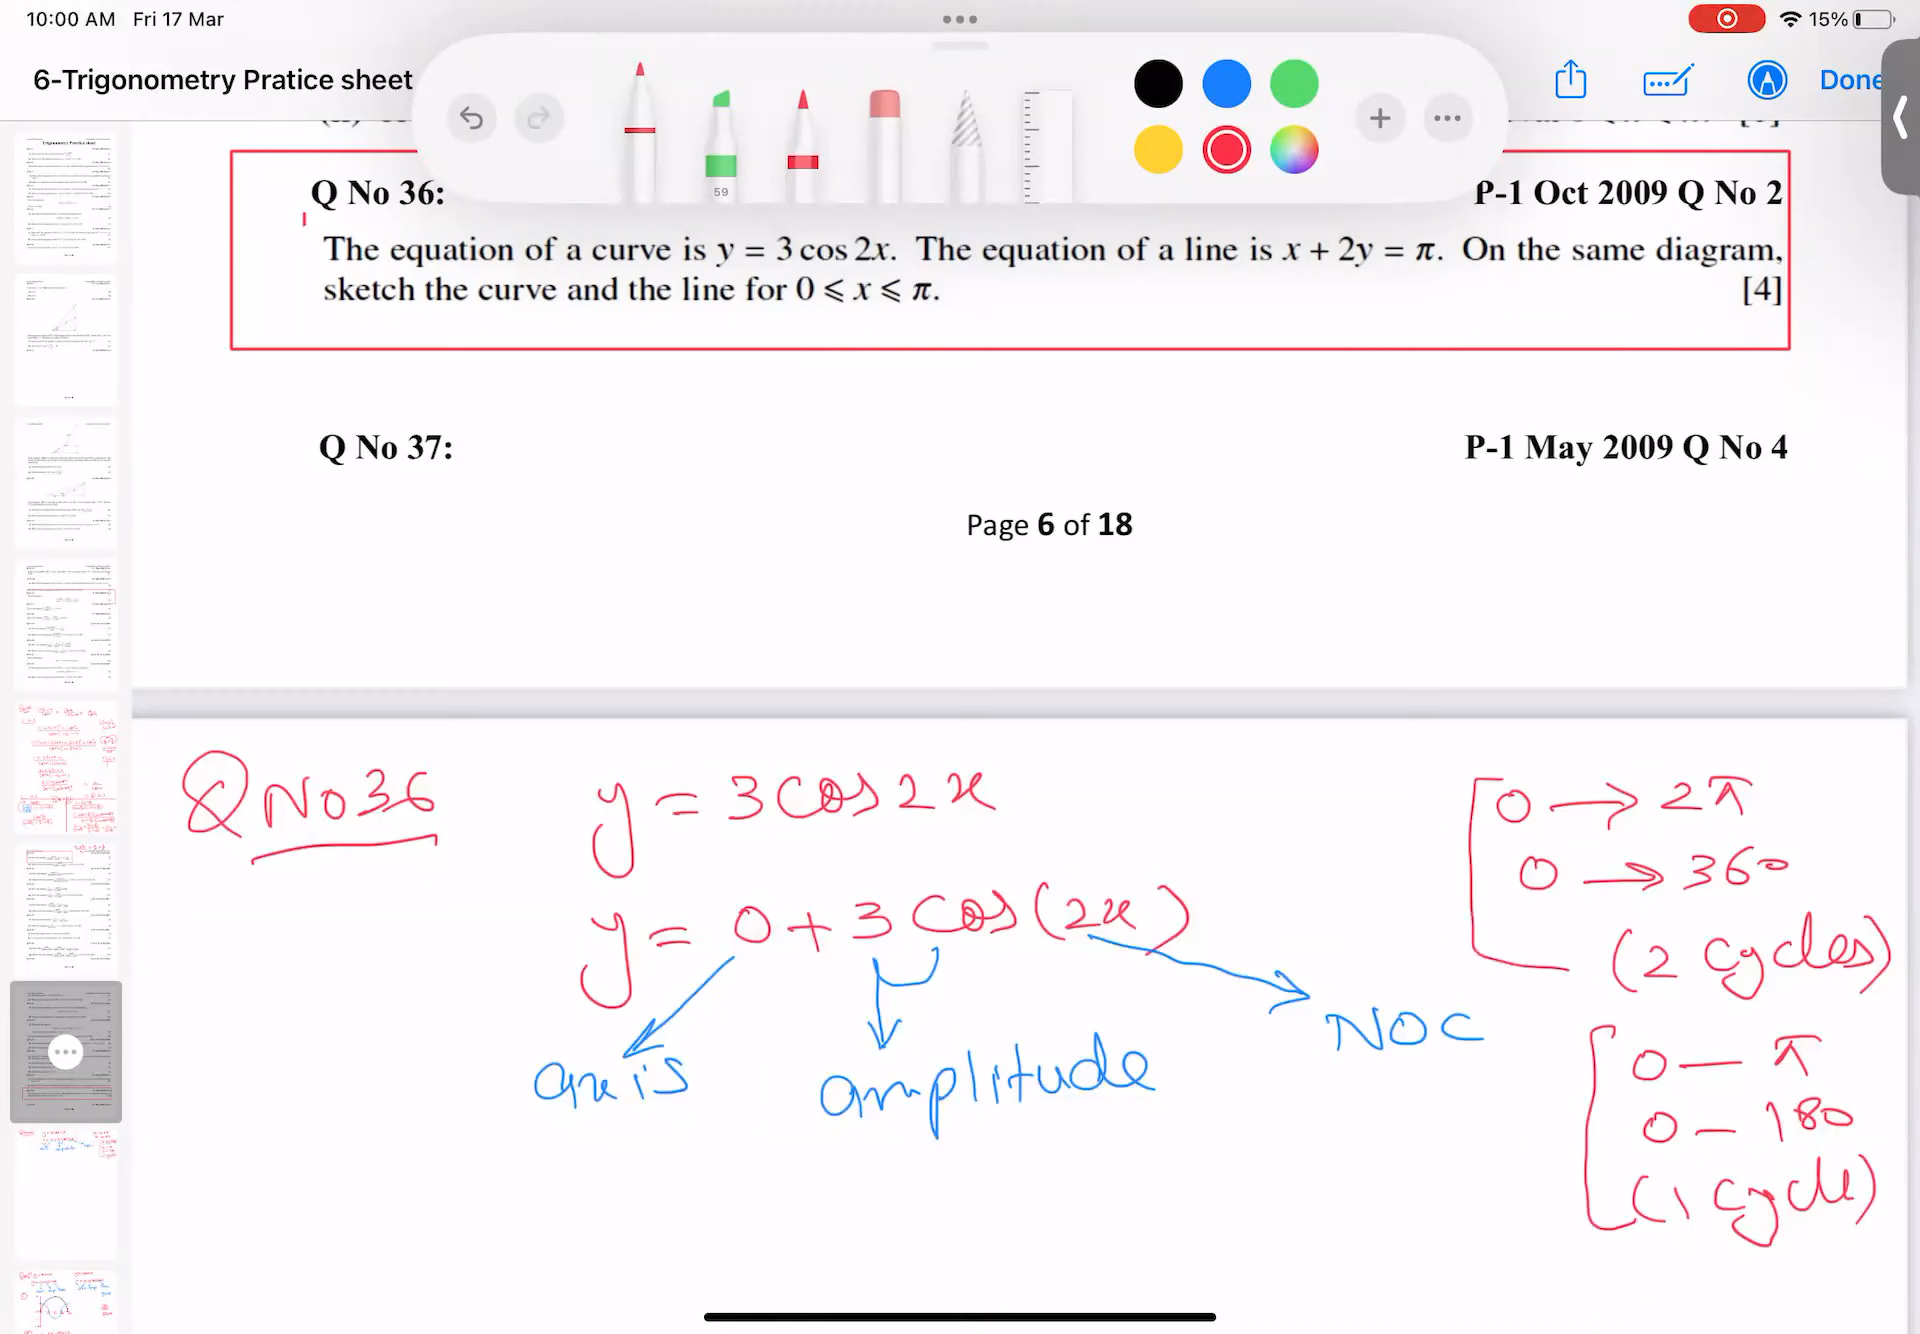 10:00 AM Fri 17 Mar
15%
6-Trigonometry Pratice sheet
Done
59
Q No 36:
P-1 Oct 2009 Q No 2
The equation of a curve is y = 3 cos 2x. The equation of a line is x + 2y = π. On the same diagram,
sketch the curve and the line for 0 ⩽ x ⩽ π.
[4]
Q No 37:
P-1 May 2009 Q No 4
Page 6 of 18
Q No 36
y = 3 cos 2x
0 → 2π
0 → 360
y = 0 + 3 cos (2x)
(2 cycles)
NOC
axis
amplitude
0 — π
0 – 180
(1 cycle)